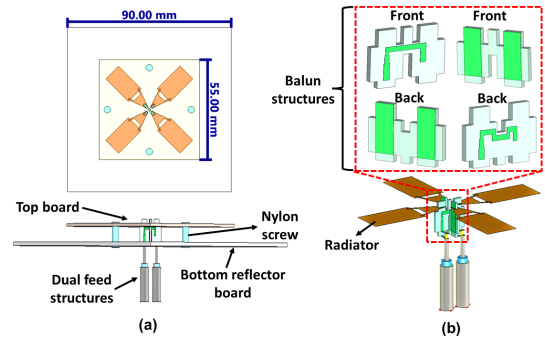 90.00 mm
55.00 mm
Top board
Nylon
screw
Dual feed
structures
Bottom reflector
board
(a)
Front
Front
Balun
structures
Back
Back
Radiator
(b)